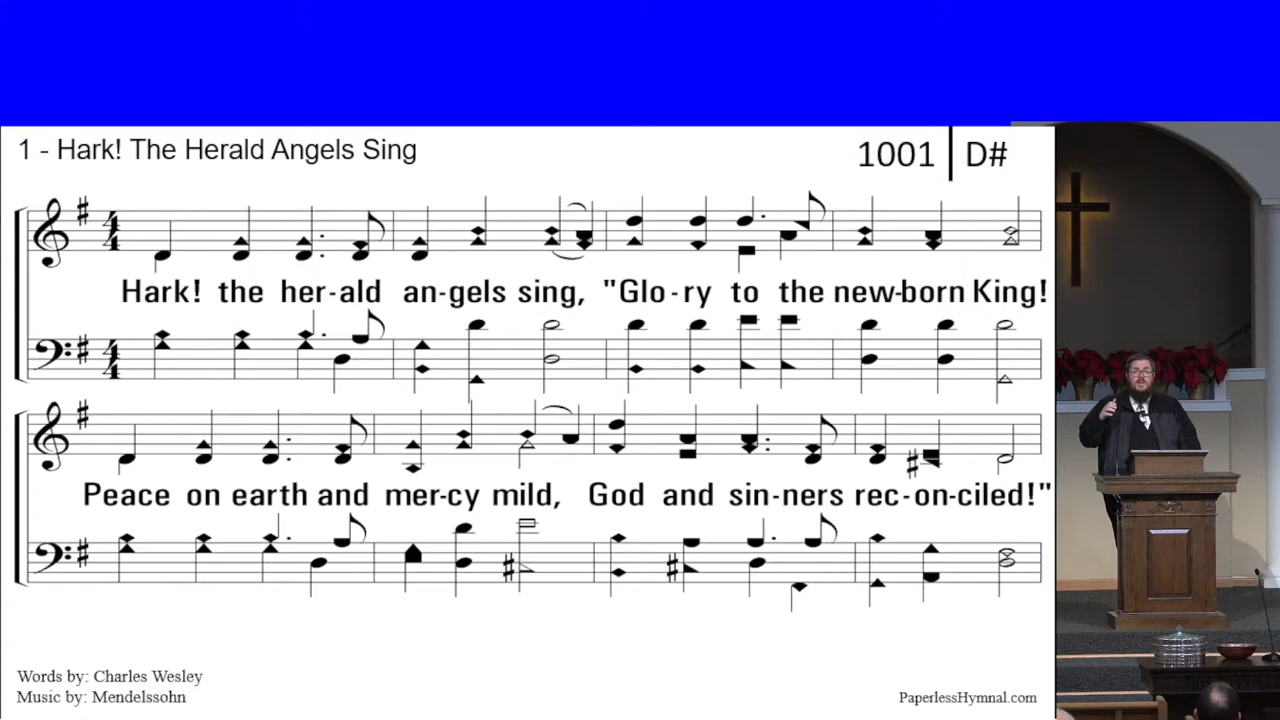 1 - Hark! The Herald Angels Sing
1001 | D#
Hark! the her-ald an-gels sing, "Glo-ry to the new-born King!
Peace on earth and mer-cy mild, God and sin-ners rec-on-ciled!"
Words by: Charles Wesley
Music by: Mendelssohn
PaperlessHymnal.com